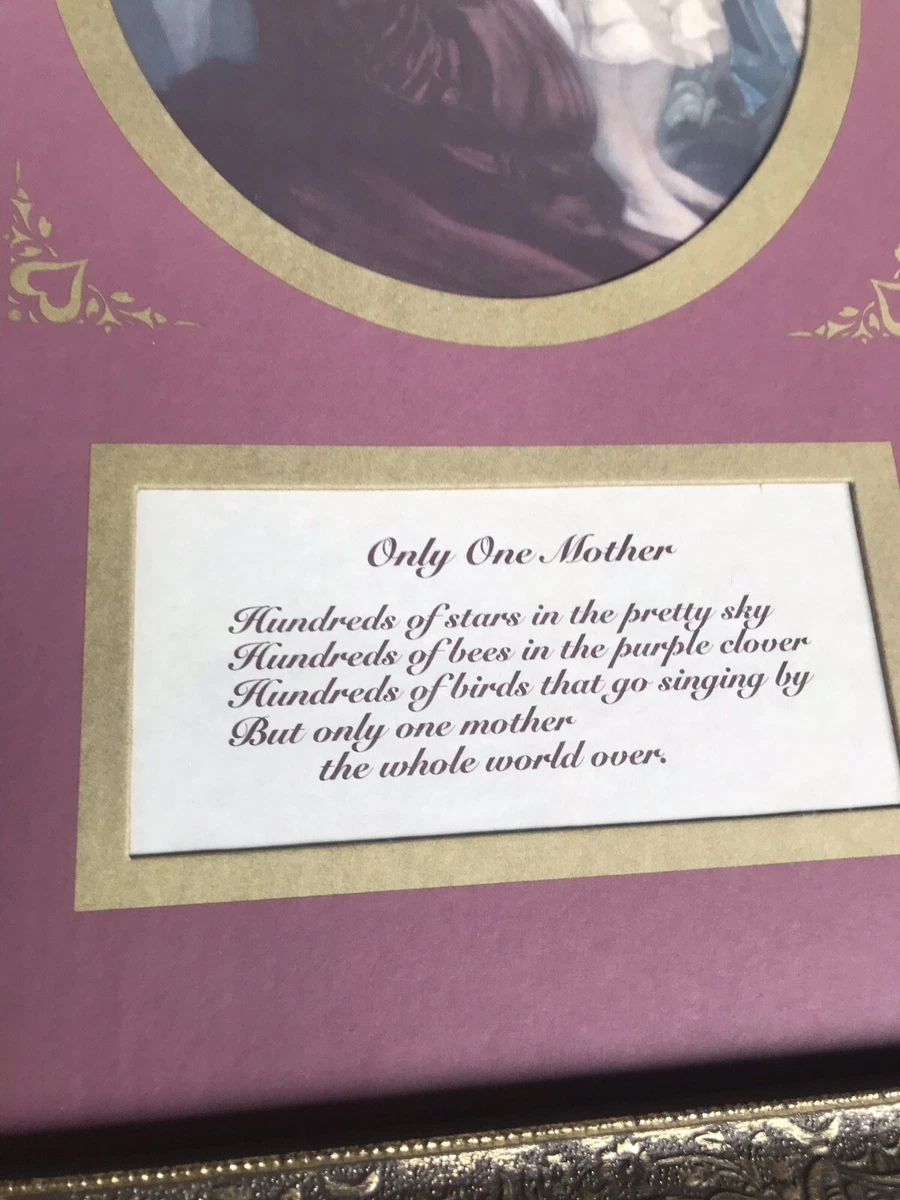 Only One Mother
Hundreds of stars in the pretty sky
Hundreds of bees in the purple clover
Hundreds of birds that go singing by
But only one mother
the whole world over.